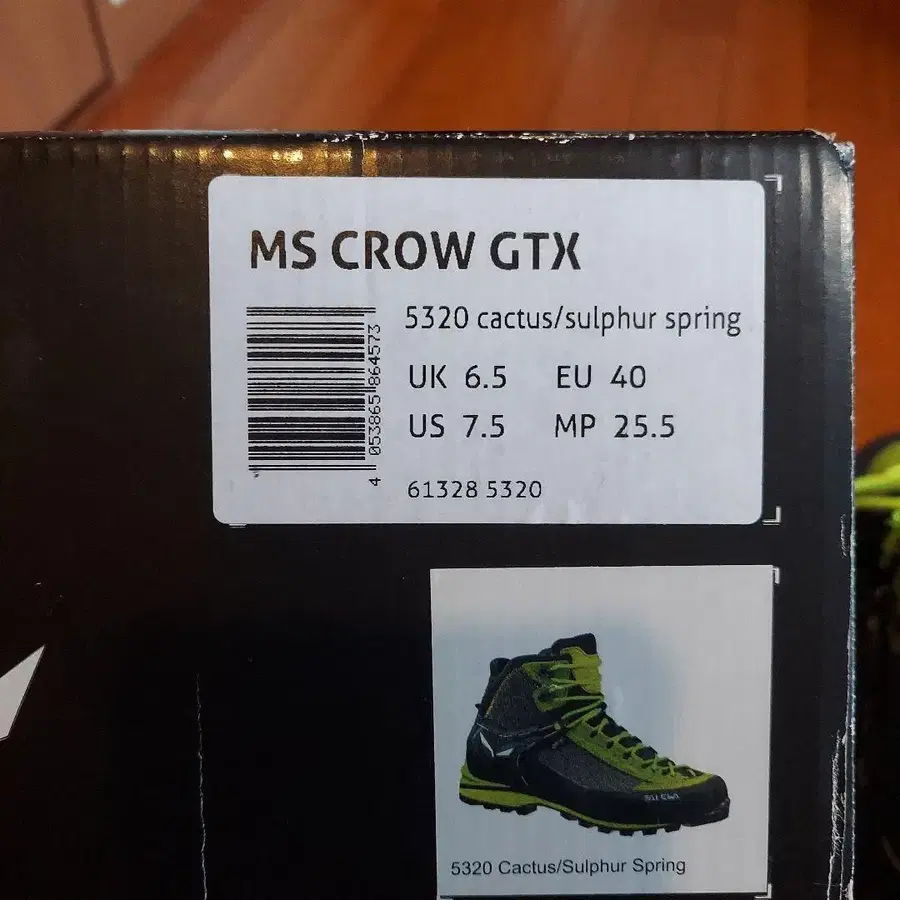 MS CROW GTX
5320 cactus/sulphur spring
UK 6.5 EU 40
US 7.5 MP 25.5
4 053865 864573
61328 5320
SALEWA
5320 Cactus/Sulphur Spring